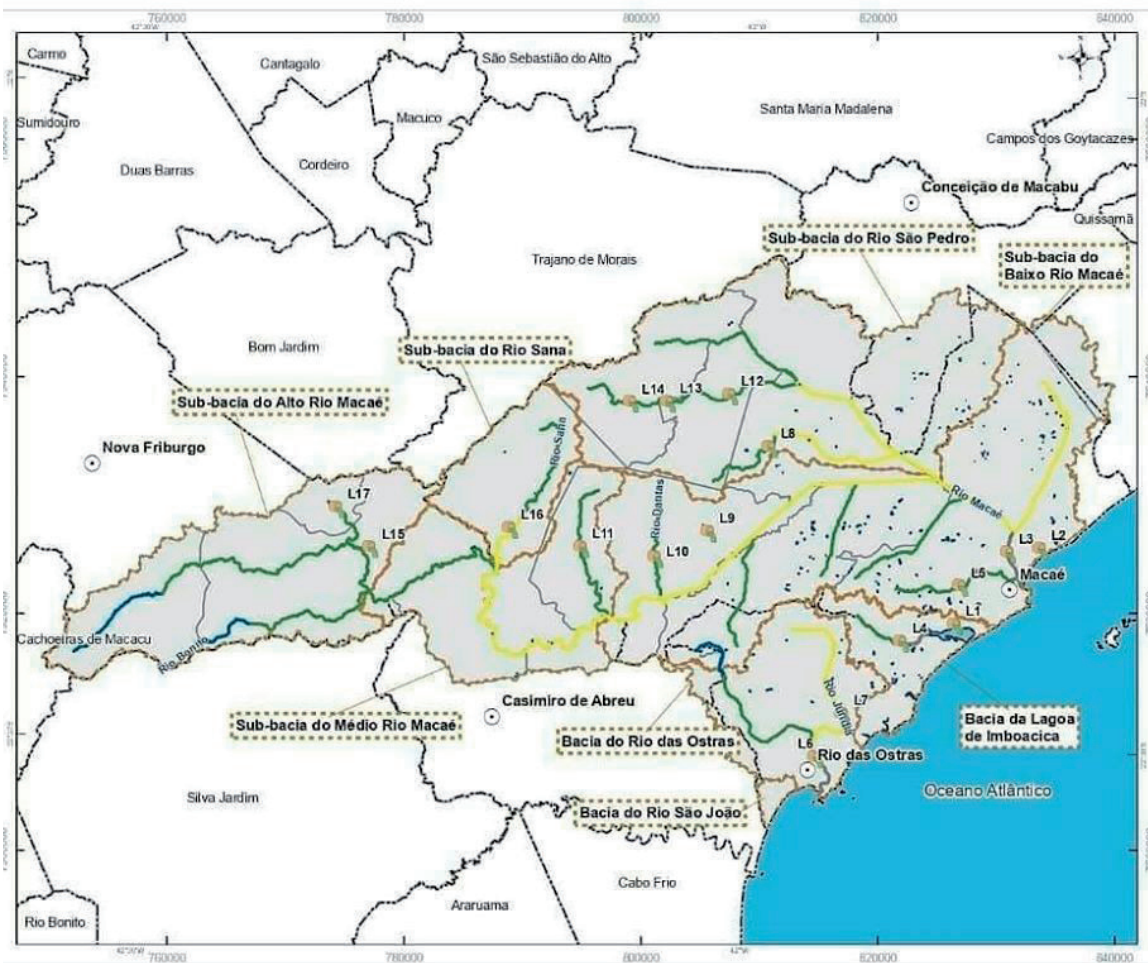 760000
780000
800000
820000
840000
Carmo
Cantagalo
São Sebastião do Alto
Sumidouro
Macuco
Santa Maria Madalena
Duas Barras
Cordeiro
Campos dos Goytacazes
Conceição de Macabu
Quissamã
Sub-bacia do Rio São Pedro
Trajano de Morais
Sub-bacia do
Baixo Rio Macaé
Bom Jardim
Sub-bacia do Rio Sana
Sub-bacia do Alto Rio Macaé
L14
L13
L12
Nova Friburgo
Rio Sana
L8
L17
Rio Dantas
Rio Macaé
L16
L9
L15
L11
L10
L3
L2
Macaé
L5
L1
L4
Cachoeiras de Macacu
Rio Bonito
Casimiro de Abreu
Rio Jundiá
L7
Sub-bacia do Médio Rio Macaé
Bacia do Rio das Ostras
Bacia da Lagoa
de Imboacica
L6
Rio das Ostras
Silva Jardim
Oceano Atlântico
Bacia do Rio São João
Cabo Frio
Araruama
Rio Bonito
760000
780000
800000
820000
840000